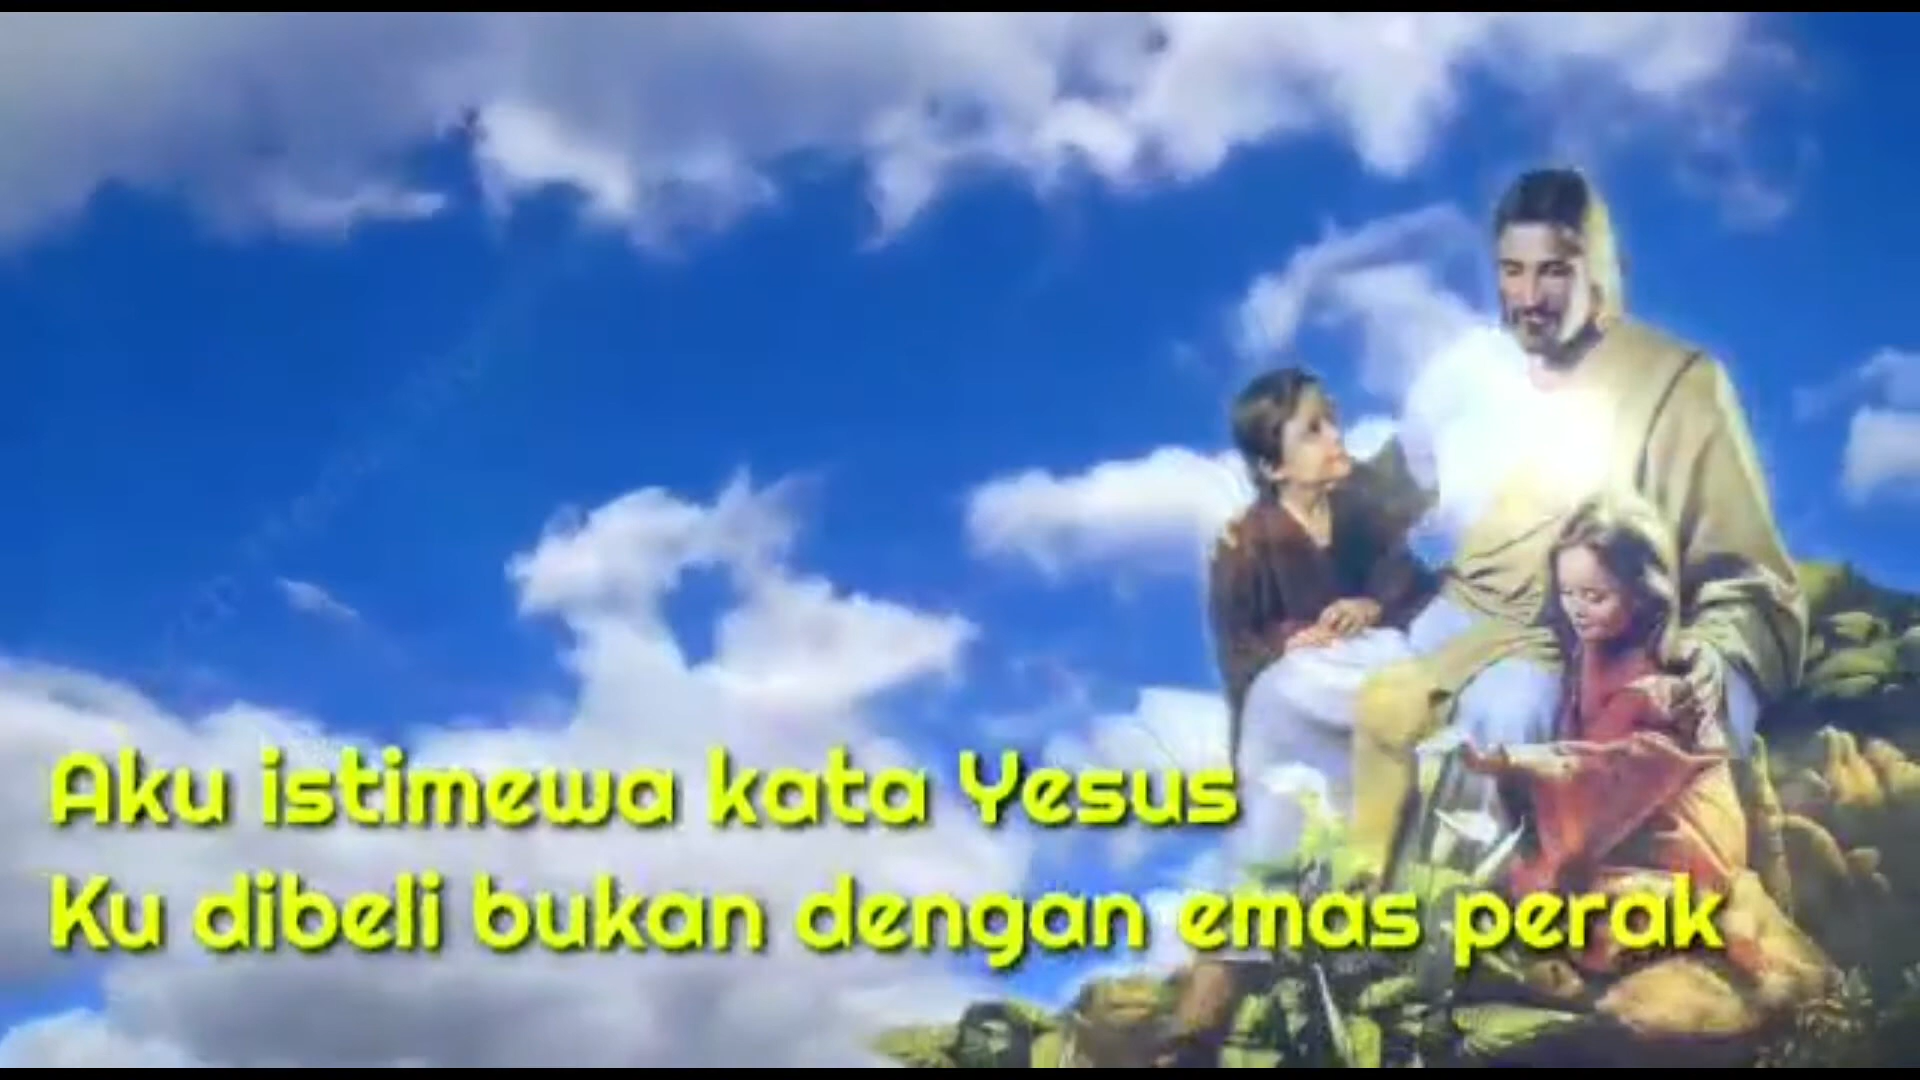 Aku istimewa kata Yesus
Ku dibeli bukan dengan emas perak